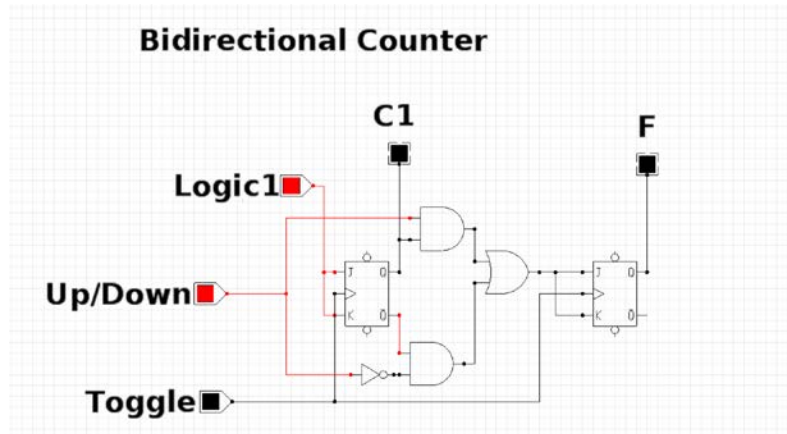 Bidirectional Counter
C1
F
Logic1
J Q
J Q
Up/Down
K Q̅
K Q̅
Toggle